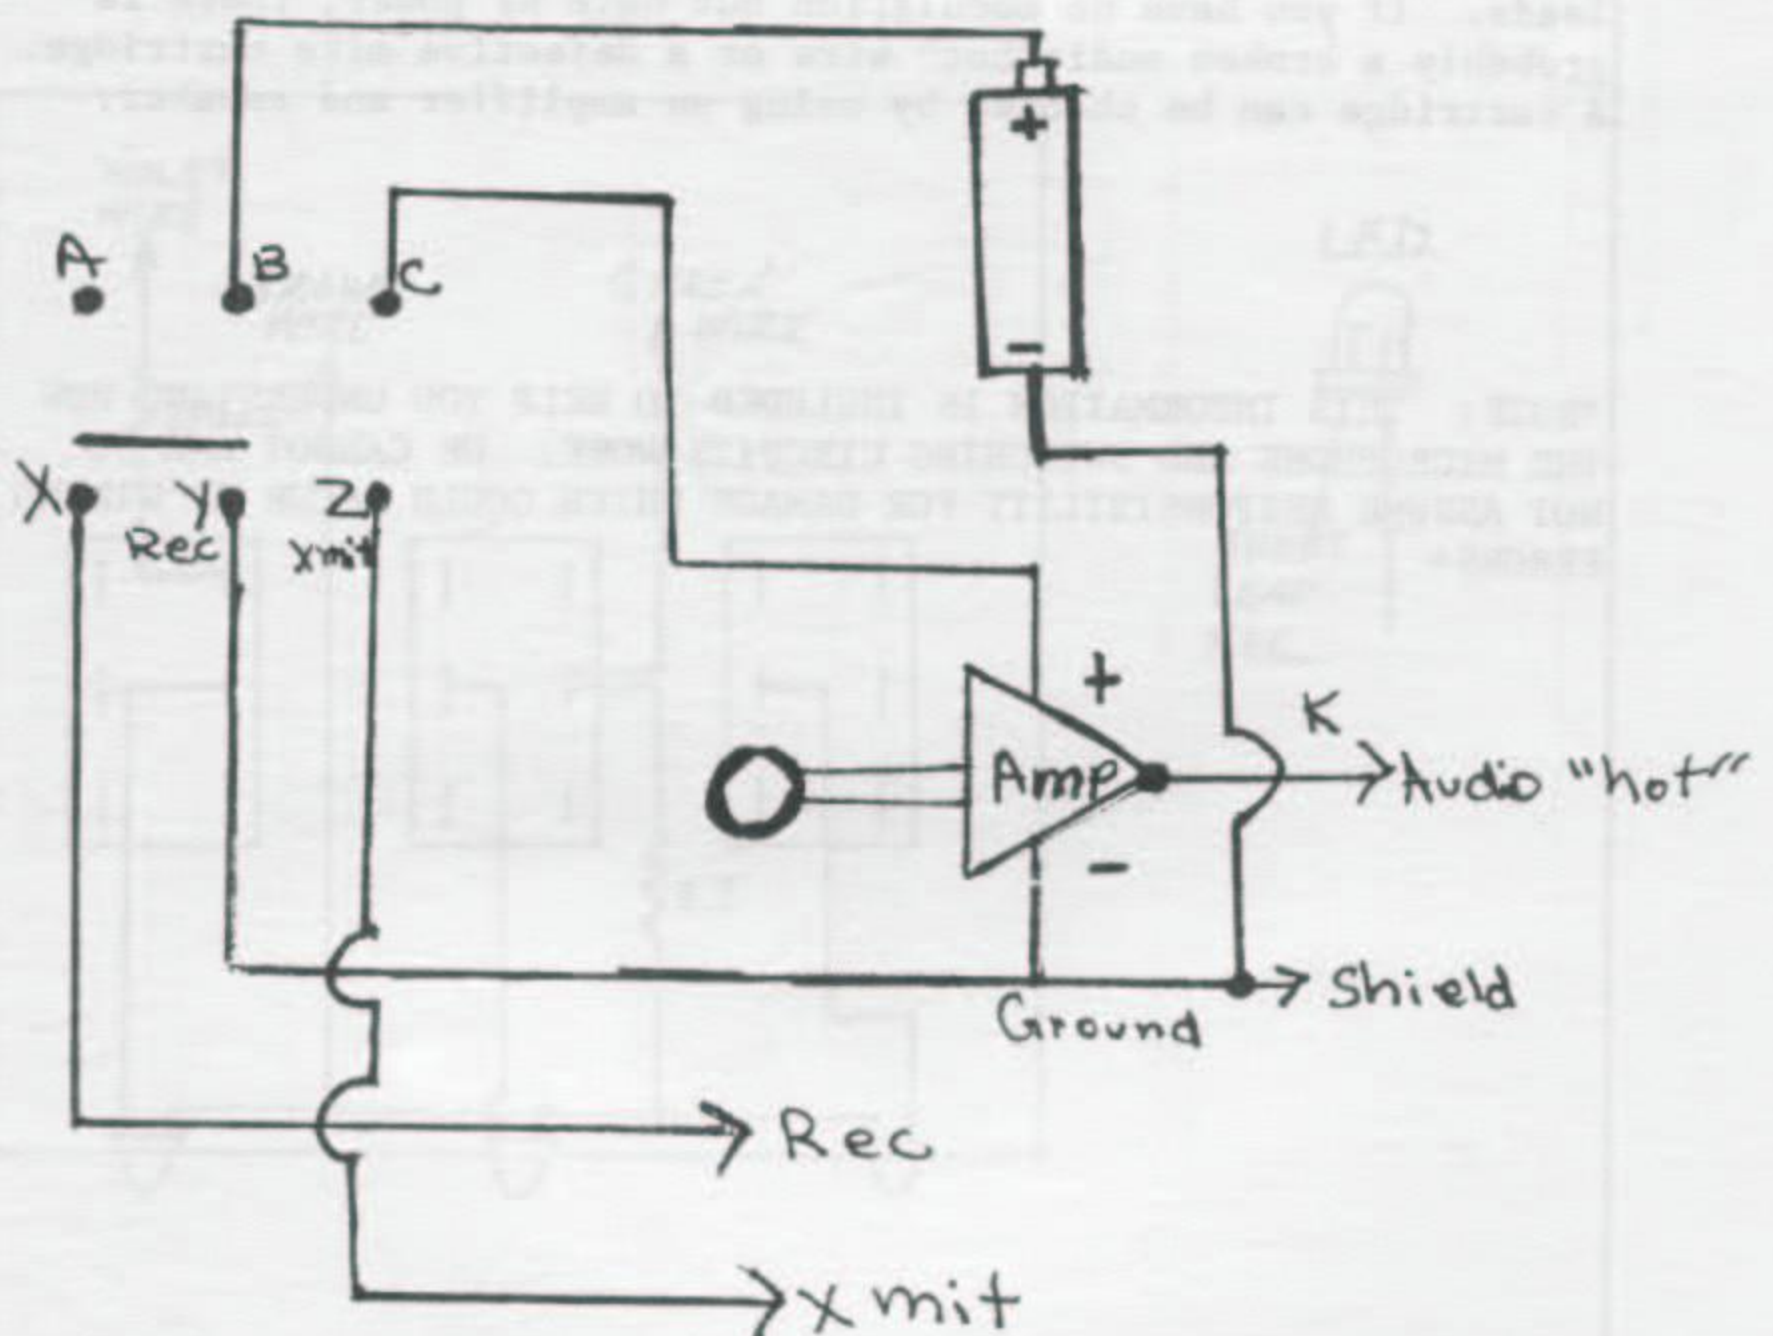 +
A
B
C
-
X
Y
Z
Rec
Xmit
+
K
Amp
Audio "hot"
-
Shield
Ground
Rec
Xmit